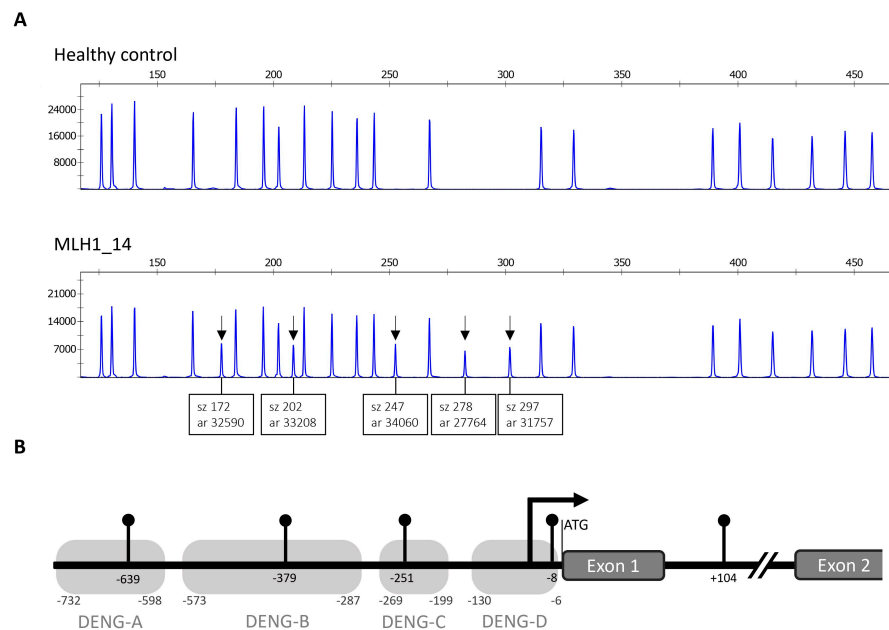 A
Healthy control
150 200 250 300 350 400 450
24000
16000
8000
MLH1_14
150 200 250 300 350 400 450
21000
14000
7000
sz 172 sz 202 sz 247 sz 278 sz 297
ar 32590 ar 33208 ar 34060 ar 27764 ar 31757
B
ATG
Exon 1 Exon 2
-639 -379 -251 -8 +104
-732 -598 -573 -287 -269 -199 -130 -6
DENG-A DENG-B DENG-C DENG-D